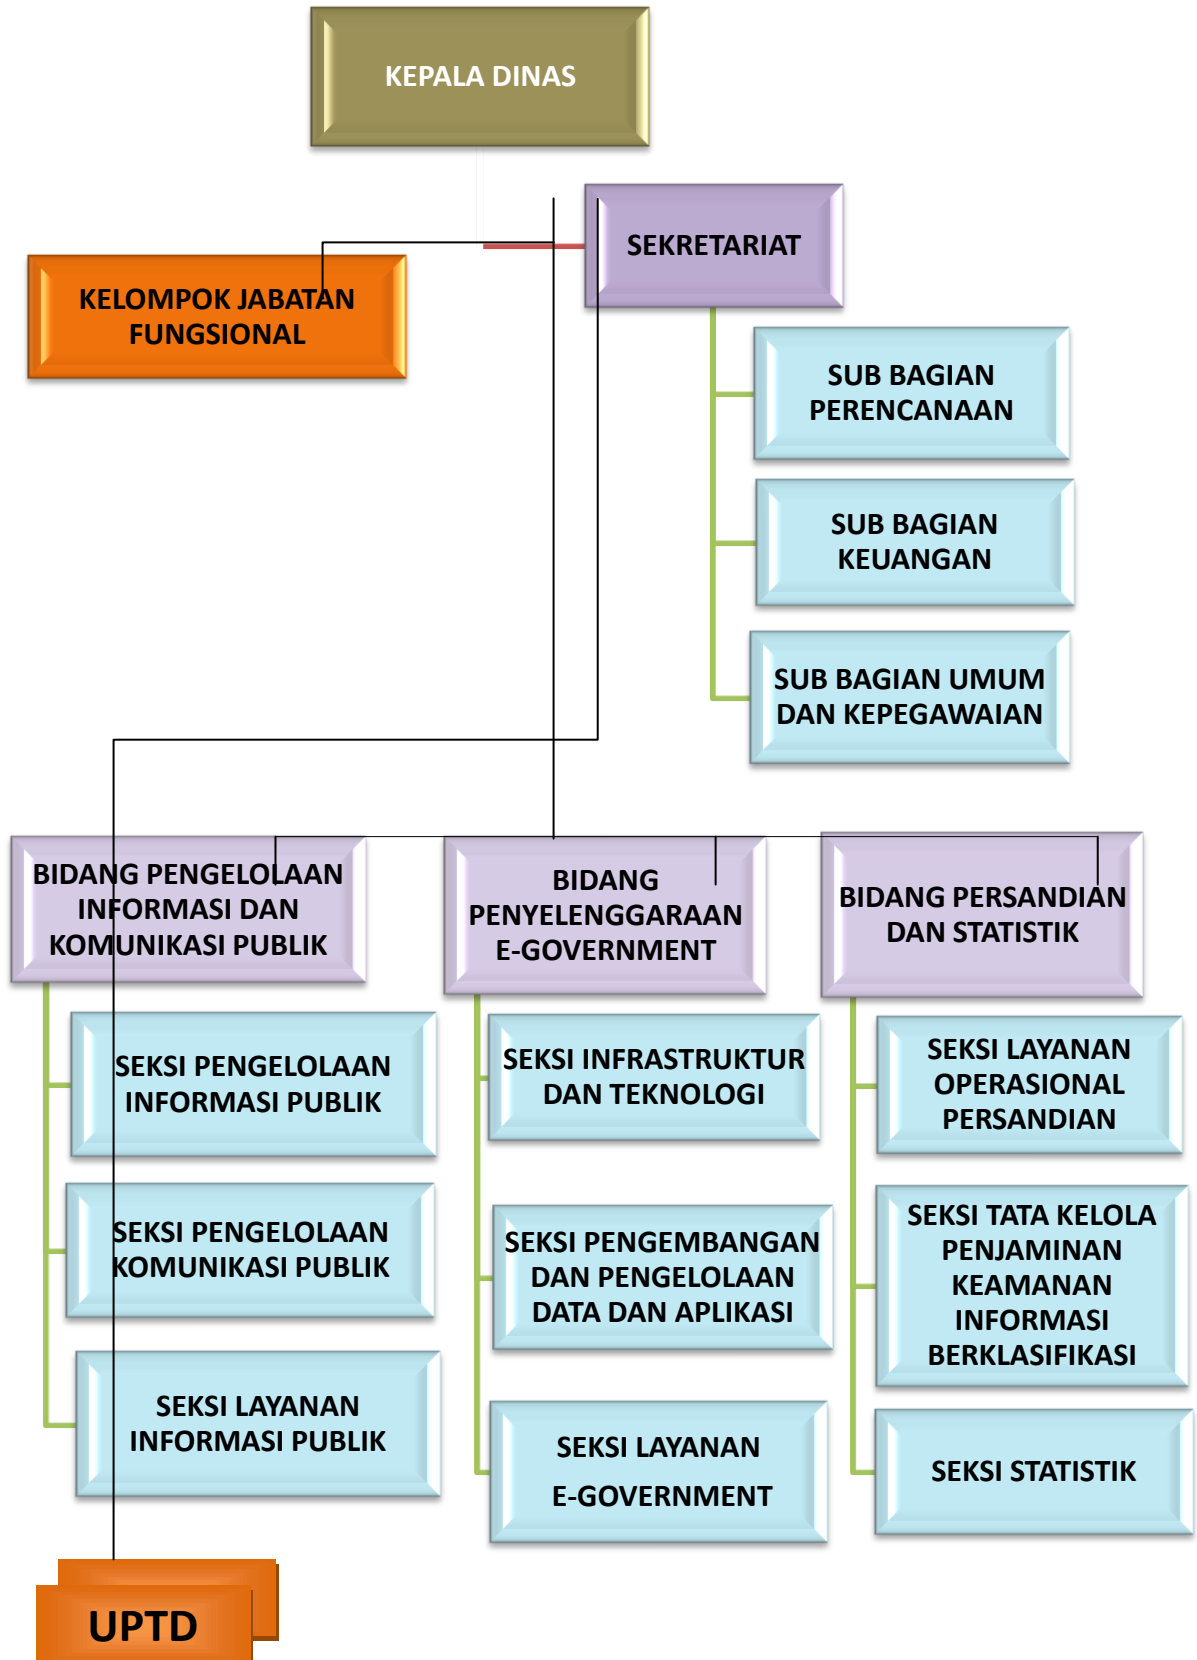 KEPALA DINAS
SEKRETARIAT
KELOMPOK JABATAN
FUNGSIONAL
SUB BAGIAN
PERENCANAAN
SUB BAGIAN
KEUANGAN
SUB BAGIAN UMUM
DAN KEPEGAWAIAN
BIDANG PENGELOLAAN
INFORMASI DAN
KOMUNIKASI PUBLIK
SEKSI PENGELOLAAN
INFORMASI PUBLIK
SEKSI PENGELOLAAN
KOMUNIKASI PUBLIK
SEKSI LAYANAN
INFORMASI PUBLIK
BIDANG
PENYELENGGARAAN
E-GOVERNMENT
SEKSI INFRASTRUKTUR
DAN TEKNOLOGI
SEKSI PENGEMBANGAN
DAN PENGELOLAAN
DATA DAN APLIKASI
SEKSI LAYANAN
E-GOVERNMENT
BIDANG PERSANDIAN
DAN STATISTIK
SEKSI LAYANAN
OPERASIONAL
PERSANDIAN
SEKSI TATA KELOLA
PENJAMINAN
KEAMANAN
INFORMASI
BERKLASIFIKASI
SEKSI STATISTIK
UPTD